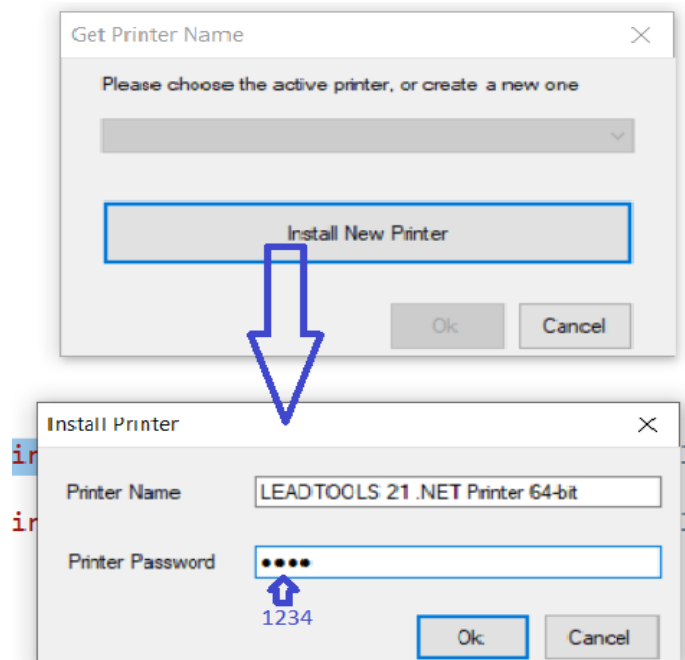 Get Printer Name
Please choose the active printer, or create a new one
Install New Printer
Ok
Cancel
Install Printer
Printer Name
LEADTOOLS 21 .NET Printer 64-bit
Printer Password
••••
1234
Ok
Cancel